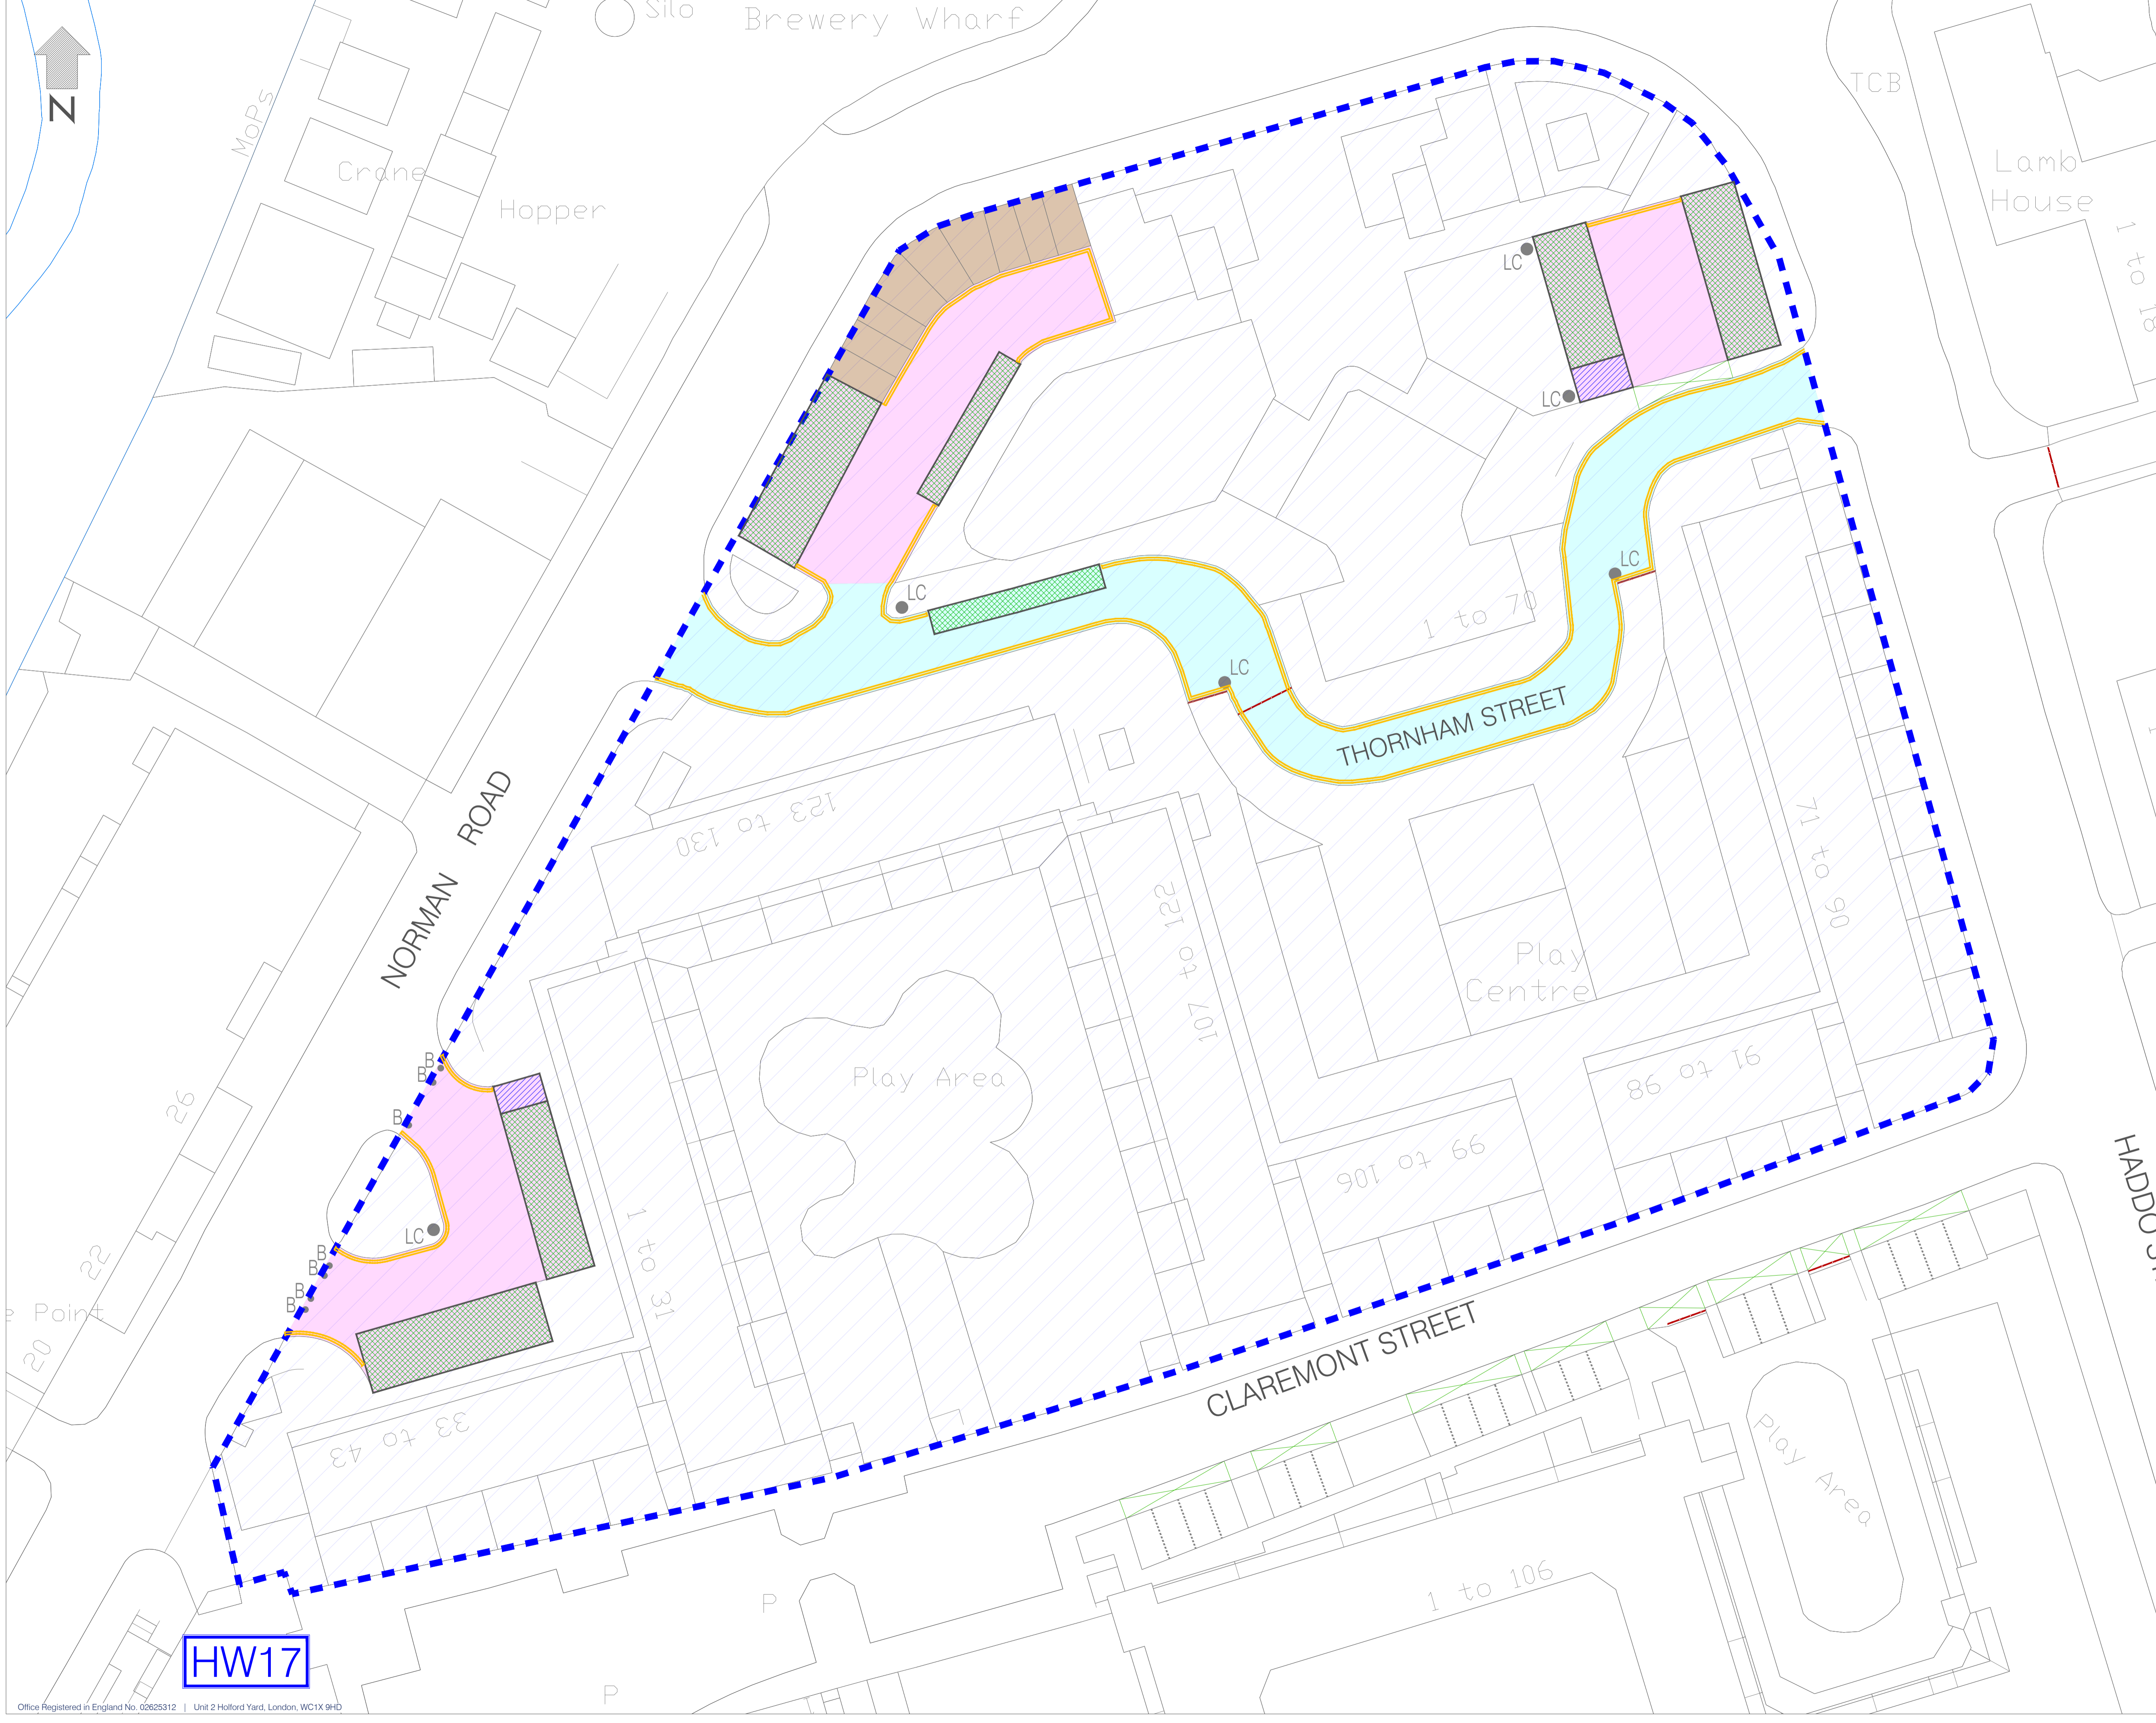 Silo
Brewery Wharf
N
MoPs
Crane
Hopper
TCB
Lamb
House
1 to 18
LC
LC
LC
LC
1 to 70
LC
THORNHAM STREET
NORMAN ROAD
123 to 130
107 to 122
71 to 90
Play
Centre
Play Area
91 to 98
99 to 106
B
B
B
LC
B
B
B
B
26
22
20
e Point
1 to 31
33 to 43
CLAREMONT STREET
HADDO S
Play Area
1 to 106
P
P
HW17
Office Registered in England No. 02625312 | Unit 2 Holford Yard, London, WC1X 9HD